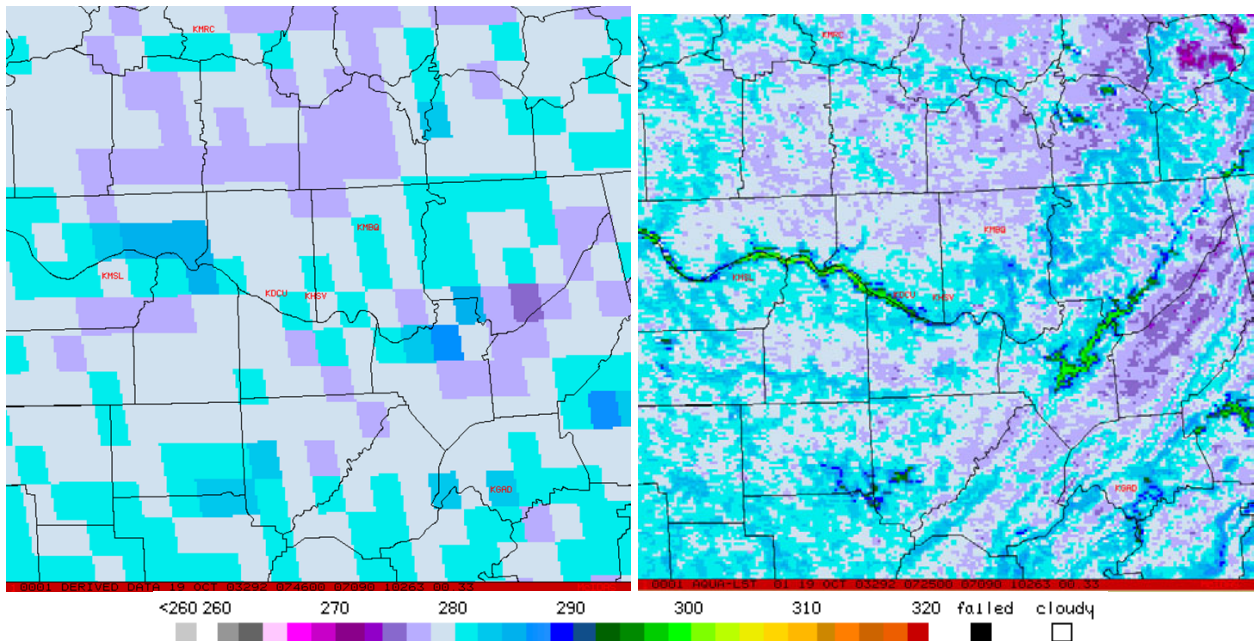 KMRC
KMBQ
KMSL
KDCU
KHSV
KGAD
0001 DERIVED DATA 19 OCT 03292 074600 07090 10263 00.33
KMRC
KMBQ
KMSL
KDCU
KHSV
KGAD
0001 AQUA-LST 01 19 OCT 03292 072500 07090 10263 00.33
<260 260 270 280 290 300 310 320 failed cloudy